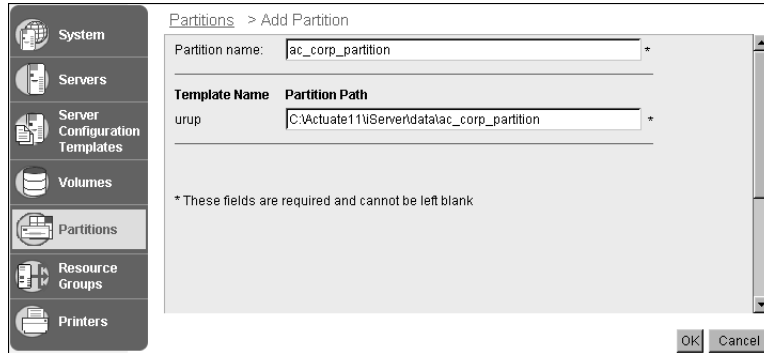 System
Servers
Server
Configuration
Templates
Volumes
Partitions
Resource
Groups
Printers
Partitions > Add Partition
Partition name: ac_corp_partition *
Template Name Partition Path
urup C:\Actuate11\iServer\data\ac_corp_partition *
* These fields are required and cannot be left blank
OK Cancel